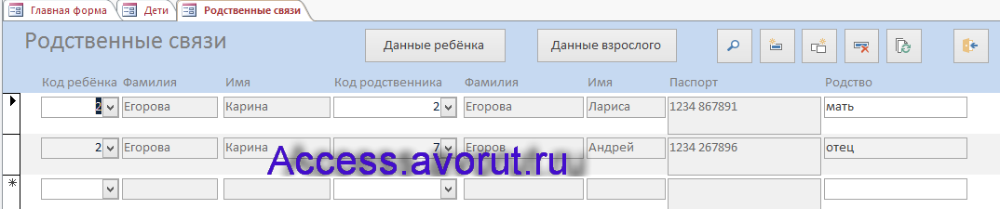 Главная форма Дети Родственные связи
Родственные связи Данные ребёнка Данные взрослого
Код ребёнка Фамилия Имя Код родственника Фамилия Имя Паспорт Родство
2 Егорова Карина 2 Егорова Лариса 1234 867891 мать
2 Егорова Карина 7 Егоров Андрей 1234 267896 отец
Access.avorut.ru